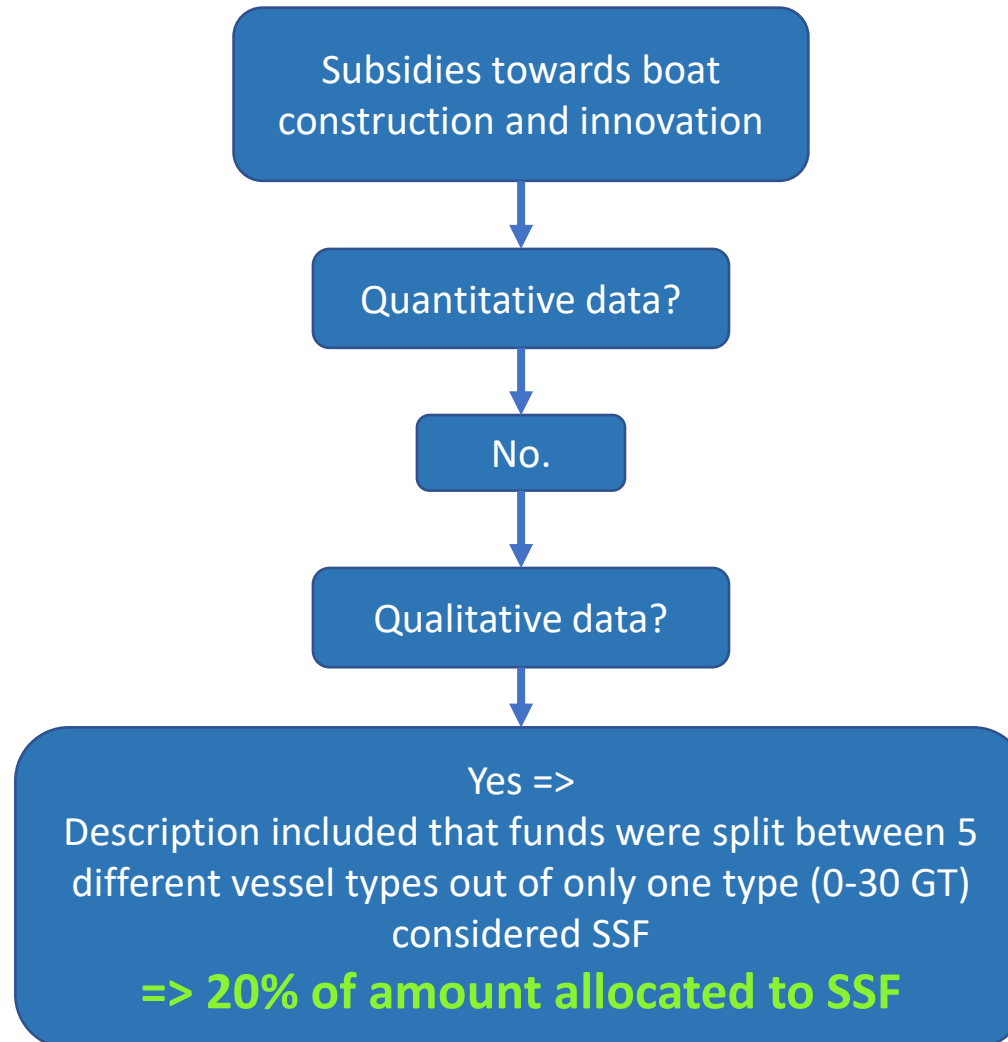 Subsidies towards boat
construction and innovation
Quantitative data?
No.
Qualitative data?
Yes =>
Description included that funds were split between 5
different vessel types out of only one type (0-30 GT)
considered SSF
=> 20% of amount allocated to SSF